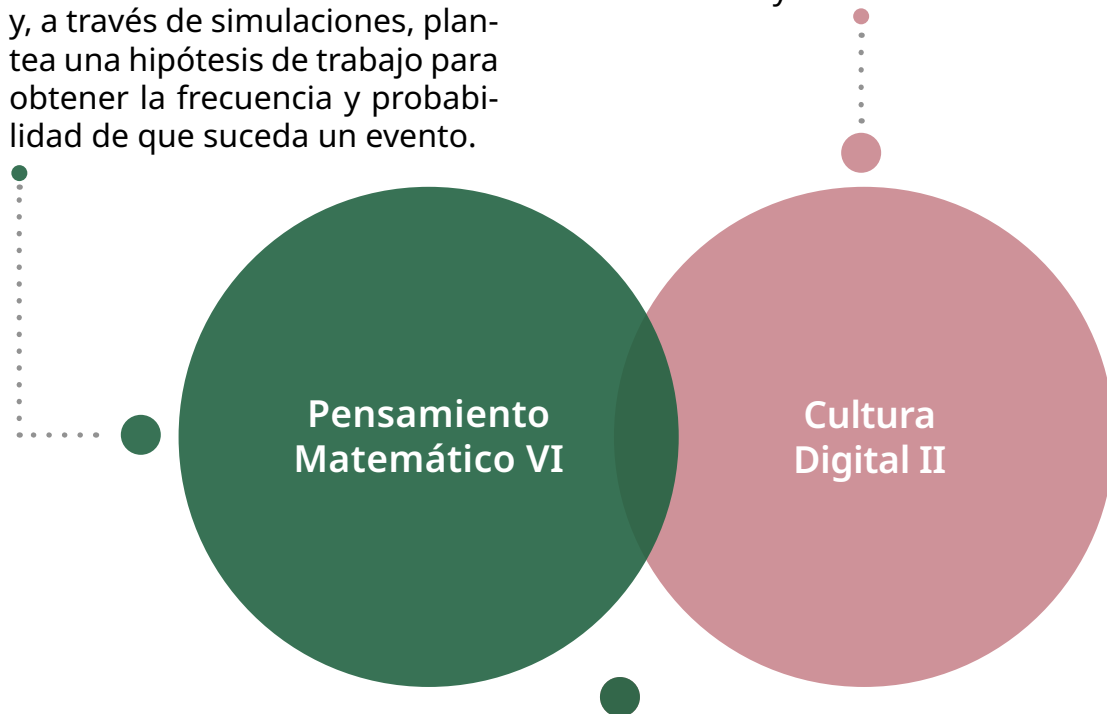 y, a través de simulaciones, plan-
tea una hipótesis de trabajo para
obtener la frecuencia y probabi-
lidad de que suceda un evento.
Pensamiento
Matemático VI
Cultura
Digital II